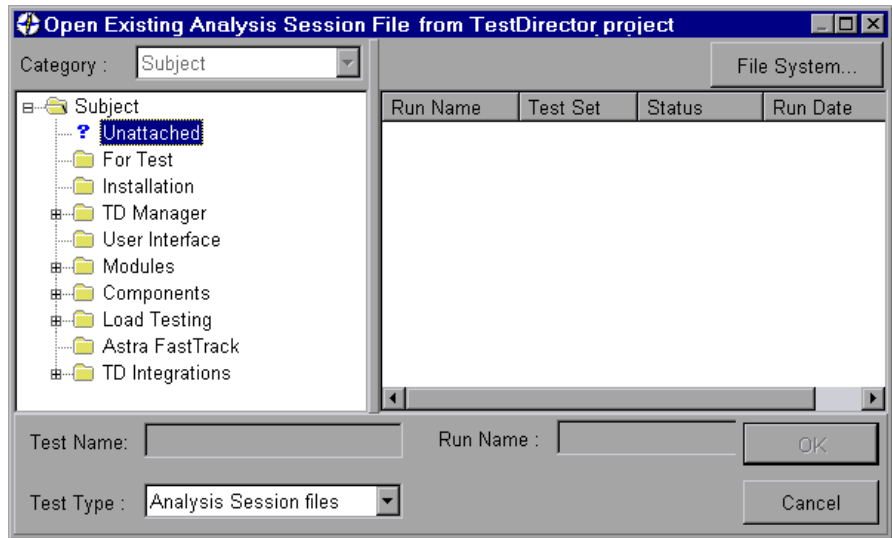 Open Existing Analysis Session File from TestDirector project
Category : Subject
File System...
Subject
? Unattached
For Test
Installation
TD Manager
User Interface
Modules
Components
Load Testing
Astra FastTrack
TD Integrations
Run Name Test Set Status Run Date
Test Name:
Run Name :
OK
Test Type : Analysis Session files
Cancel